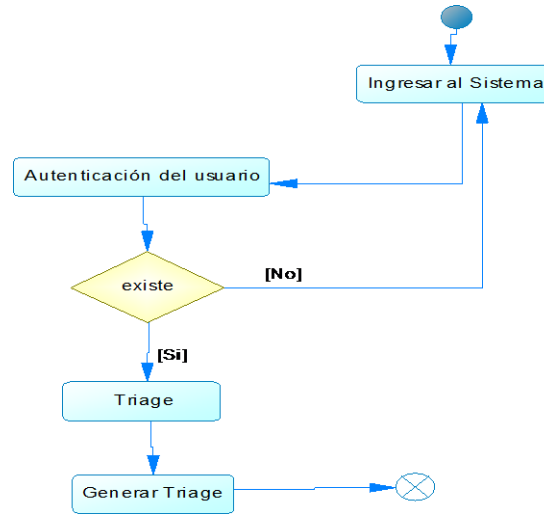 Ingresar al Sistema
Autenticación del usuario
existe
[No]
[Si]
Triage
Generar Triage